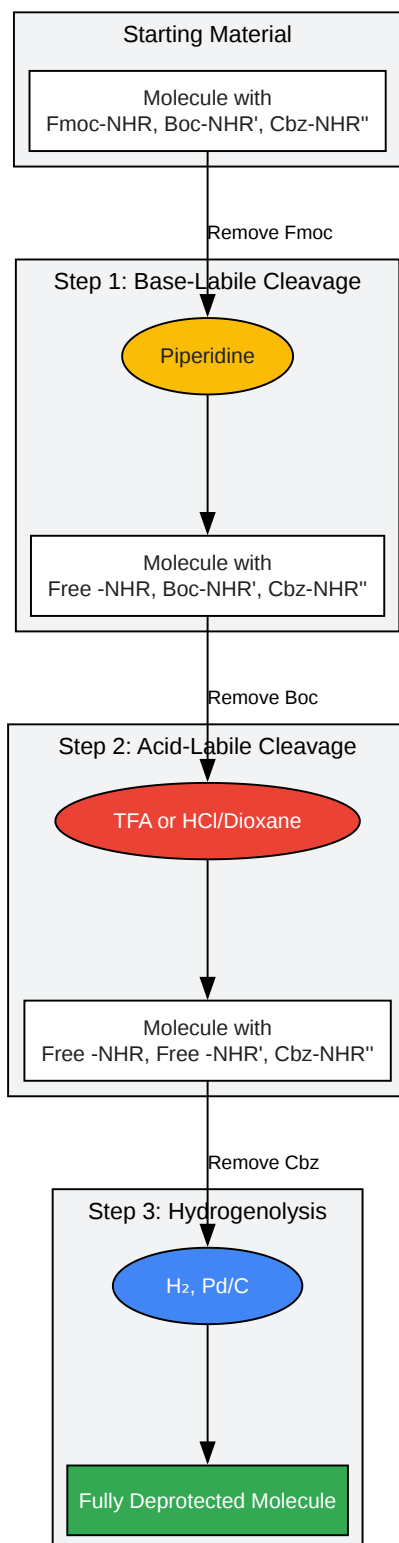 Starting Material
Molecule with
Fmoc-NHR, Boc-NHR', Cbz-NHR"
Remove Fmoc
Step 1: Base-Labile Cleavage
Piperidine
Molecule with
Free -NHR, Boc-NHR', Cbz-NHR"
Remove Boc
Step 2: Acid-Labile Cleavage
TFA or HCl/Dioxane
Molecule with
Free -NHR, Free -NHR', Cbz-NHR"
Remove Cbz
Step 3: Hydrogenolysis
H₂, Pd/C
Fully Deprotected Molecule